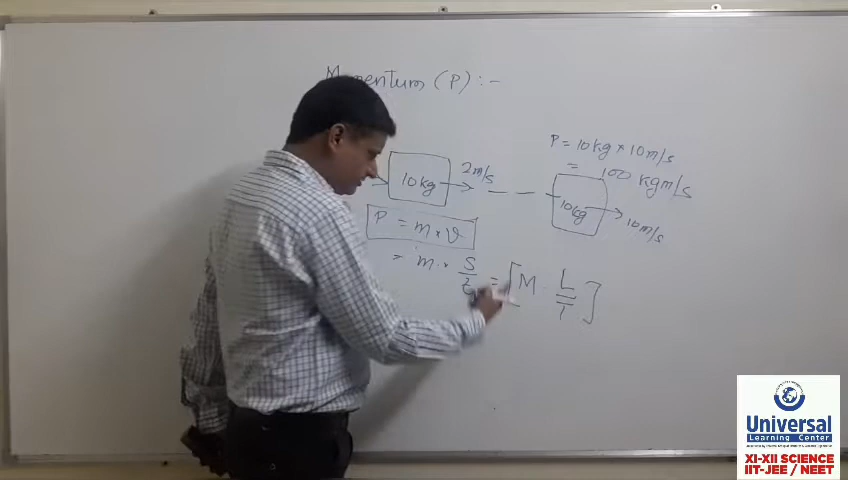 Momentum (P) :-
P = 10kg × 10m/s
= 100 kgm/s
10kg
2m/s
10kg
10m/s
P = m × v
= m · S/t = [M · L/T]
Universal
Learning Center
XI-XII SCIENCE
IIT-JEE / NEET